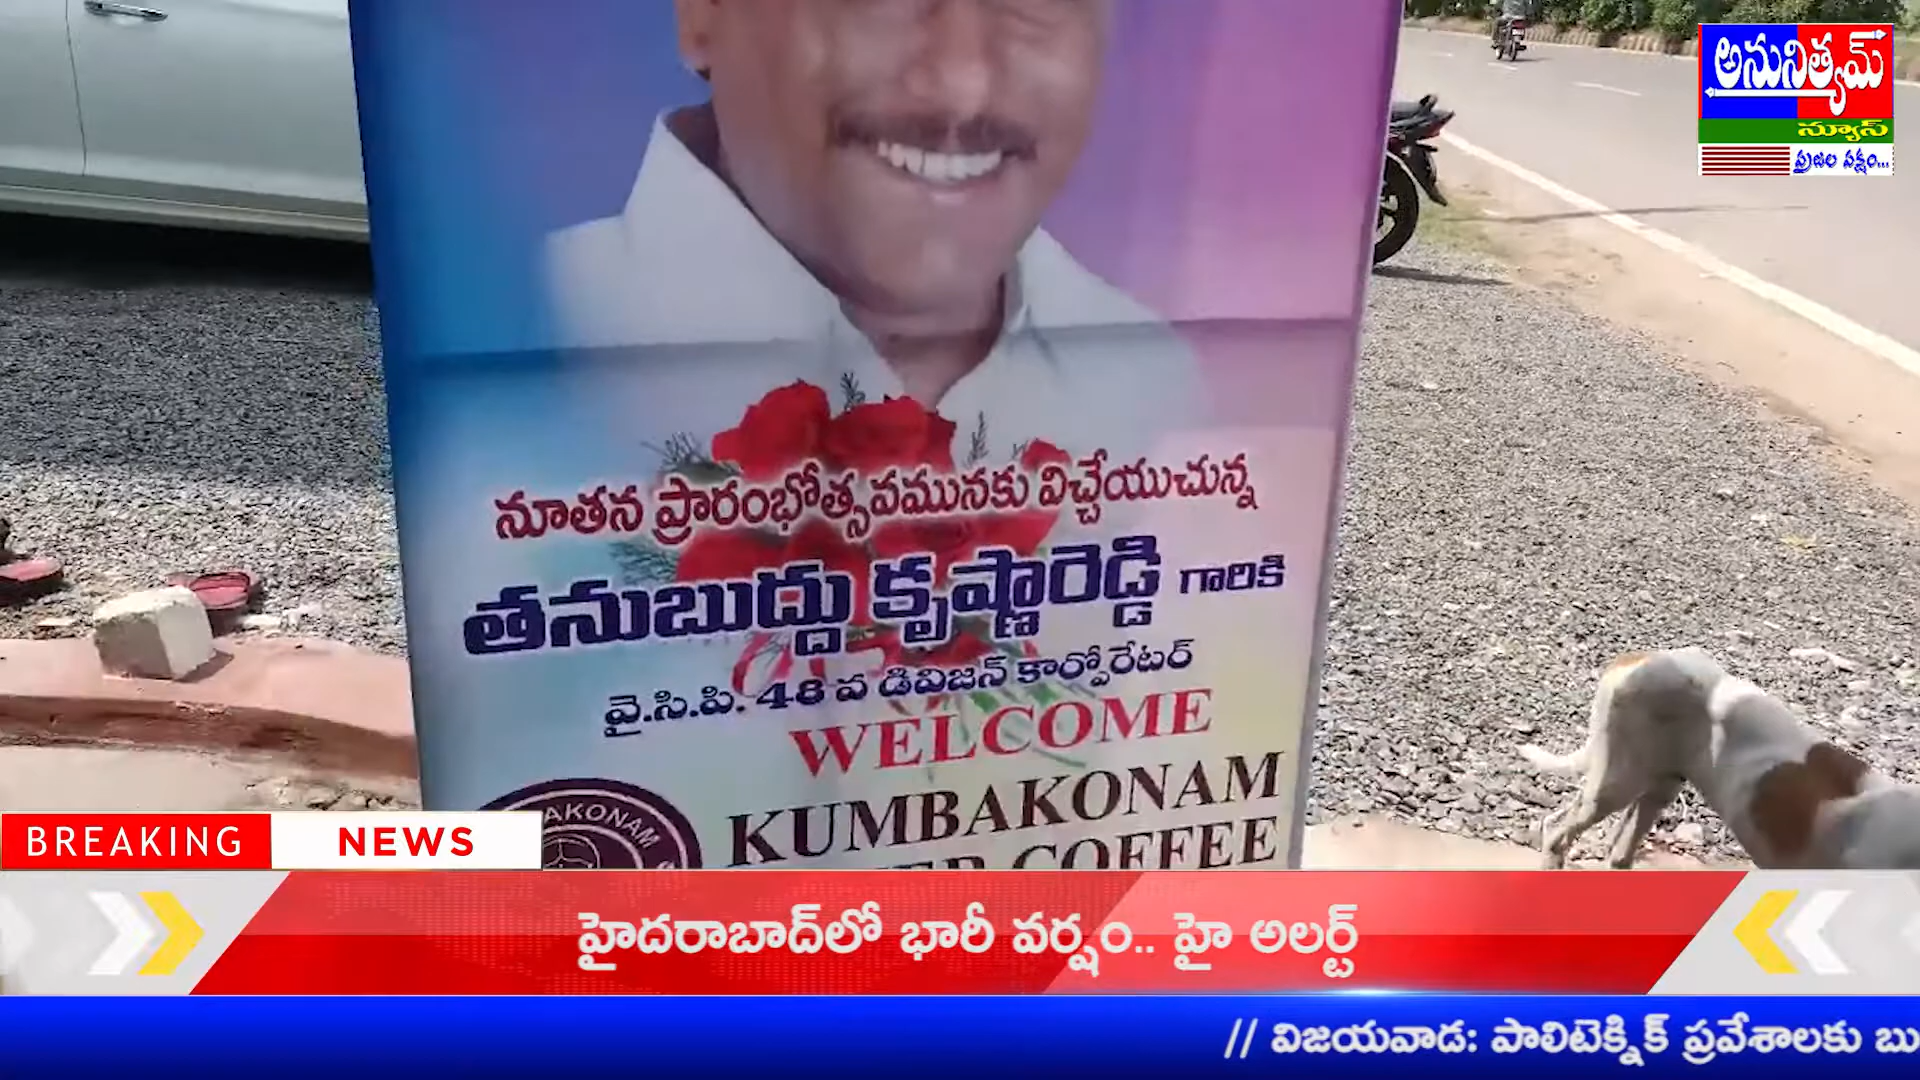 అనునిత్యమ్
న్యూస్
ప్రజల పక్షం...
నూతన ప్రారంభోత్సవమునకు విచ్చేయుచున్న
తనుబుద్దు కృష్ణారెడ్డి గారికి
వై.సి.పి. 48 వ డివిజన్ కార్పోరేటర్
WELCOME
KUMBAKONAM
COFFEE
BREAKING NEWS
హైదరాబాద్‌లో భారీ వర్షం.. హై అలర్ట్
// విజయవాడ: పాలిటెక్నిక్ ప్రవేశాలకు బు